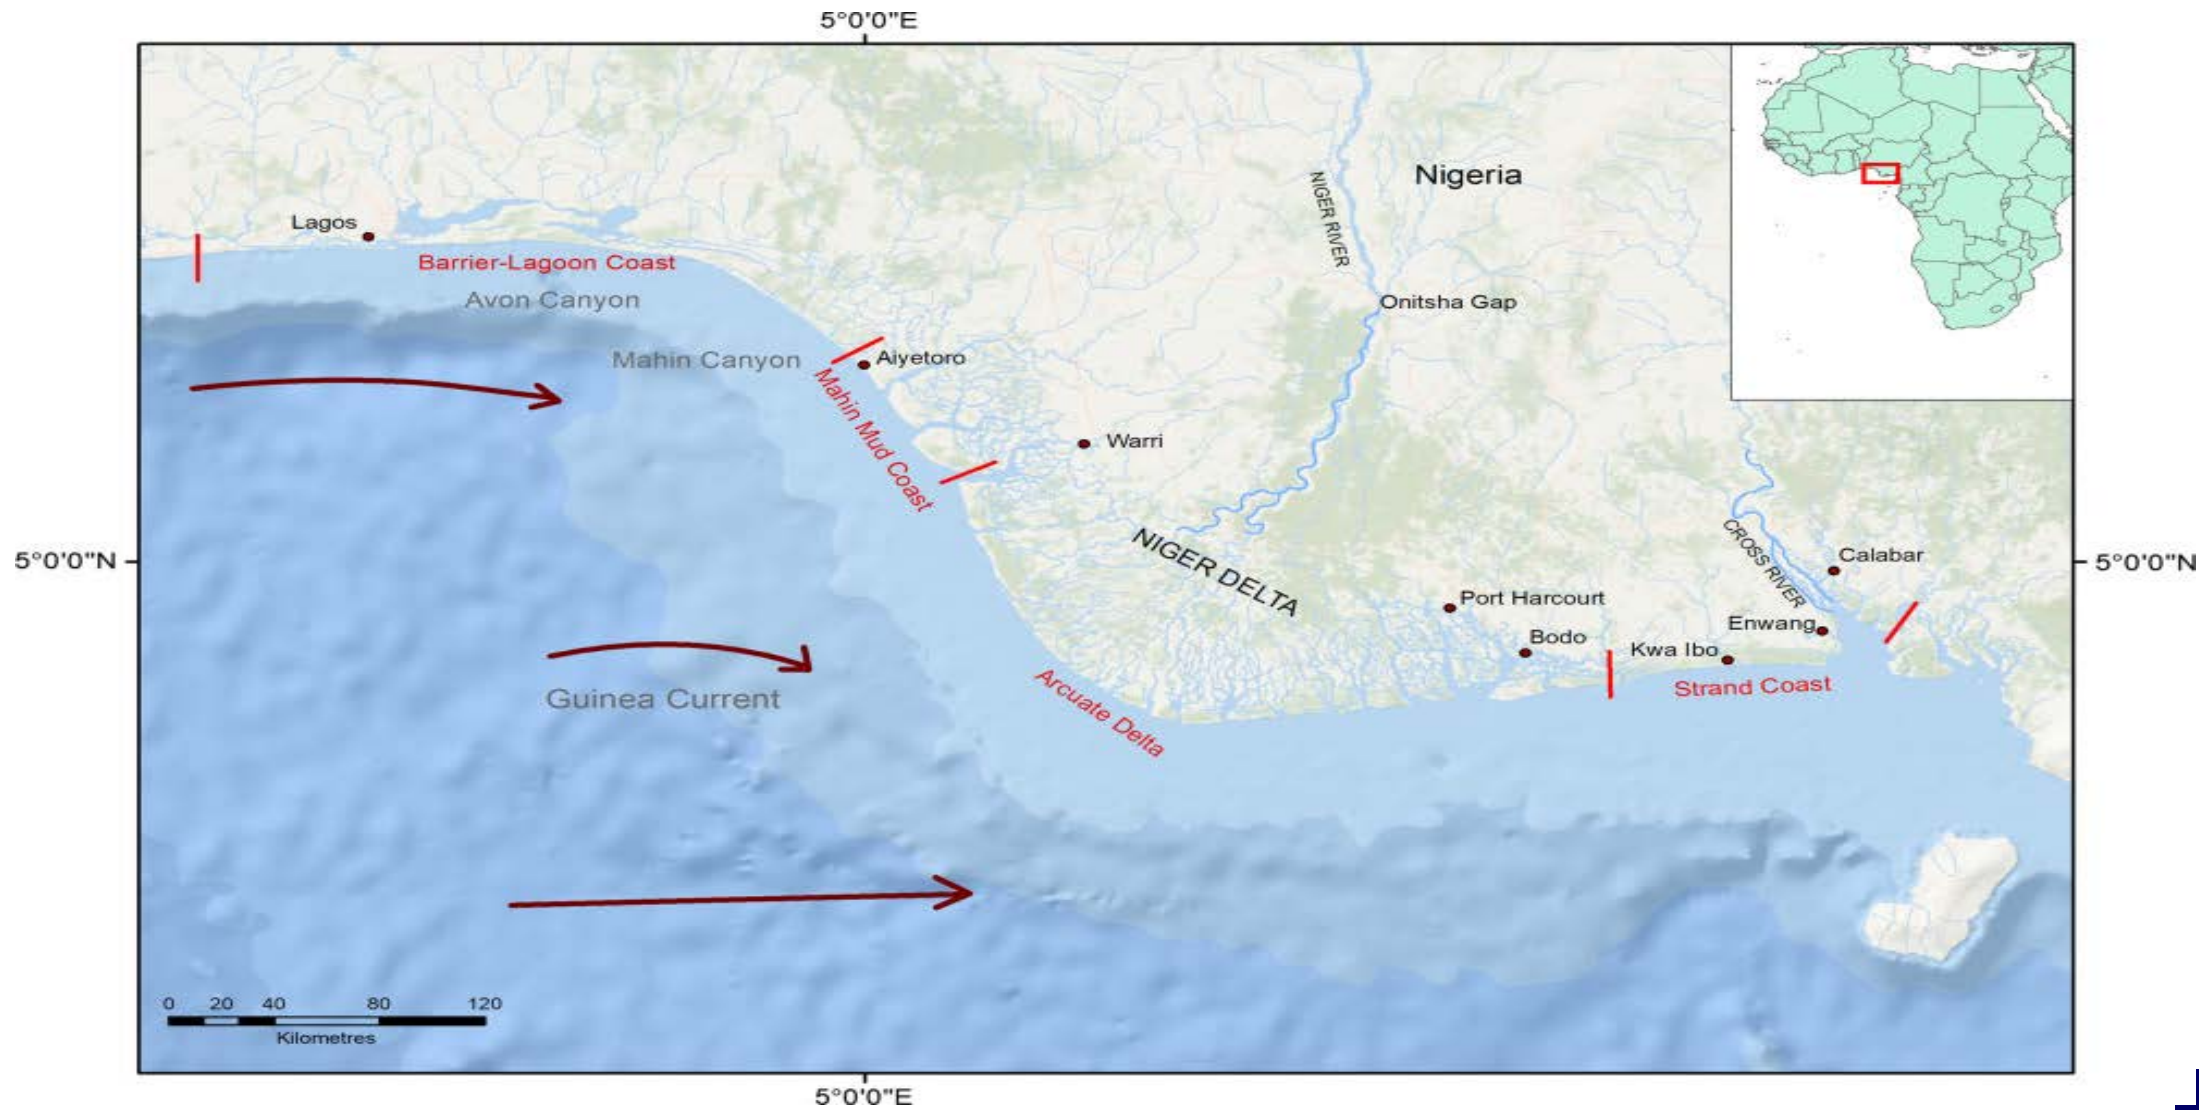 5°0'0"E
Nigeria
NIGER RIVER
Lagos
Barrier-Lagoon Coast
Avon Canyon
Onitsha Gap
Mahin Canyon
Aiyetoro
Mahin Mud Coast
Warri
5°0'0"N
5°0'0"N
NIGER DELTA
CROSS RIVER
Calabar
Port Harcourt
Enwang
Bodo
Kwa Ibo
Strand Coast
Arcuate Delta
Guinea Current
0 20 40 80 120
Kilometres
5°0'0"E